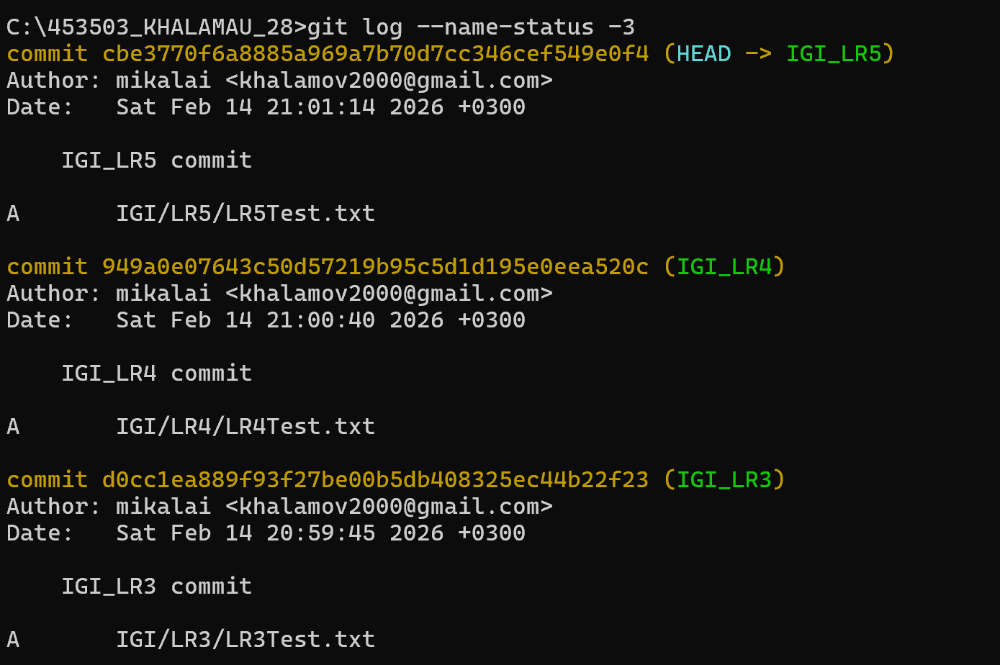 C:\453503_KHALAMAU_28>git log --name-status -3
commit cbe3770f6a8885a969a7b70d7cc346cef549e0f4 (HEAD -> IGI_LR5)
Author: mikalai <khalamov2000@gmail.com>
Date:   Sat Feb 14 21:01:14 2026 +0300
    IGI_LR5 commit
A       IGI/LR5/LR5Test.txt
commit 949a0e07643c50d57219b95c5d1d195e0eea520c (IGI_LR4)
Author: mikalai <khalamov2000@gmail.com>
Date:   Sat Feb 14 21:00:40 2026 +0300
    IGI_LR4 commit
A       IGI/LR4/LR4Test.txt
commit d0cc1ea889f93f27be00b5db408325ec44b22f23 (IGI_LR3)
Author: mikalai <khalamov2000@gmail.com>
Date:   Sat Feb 14 20:59:45 2026 +0300
    IGI_LR3 commit
A       IGI/LR3/LR3Test.txt